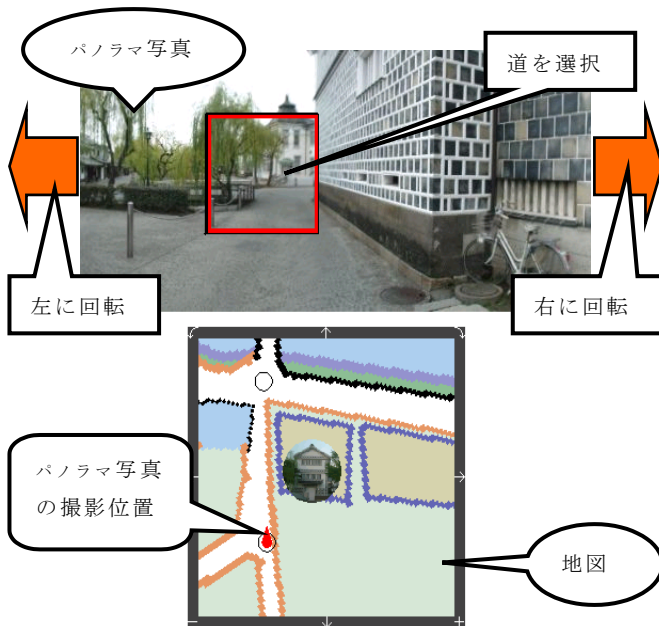 パノラマ写真
道を選択
左に回転
右に回転
パノラマ写真
の撮影位置
地図